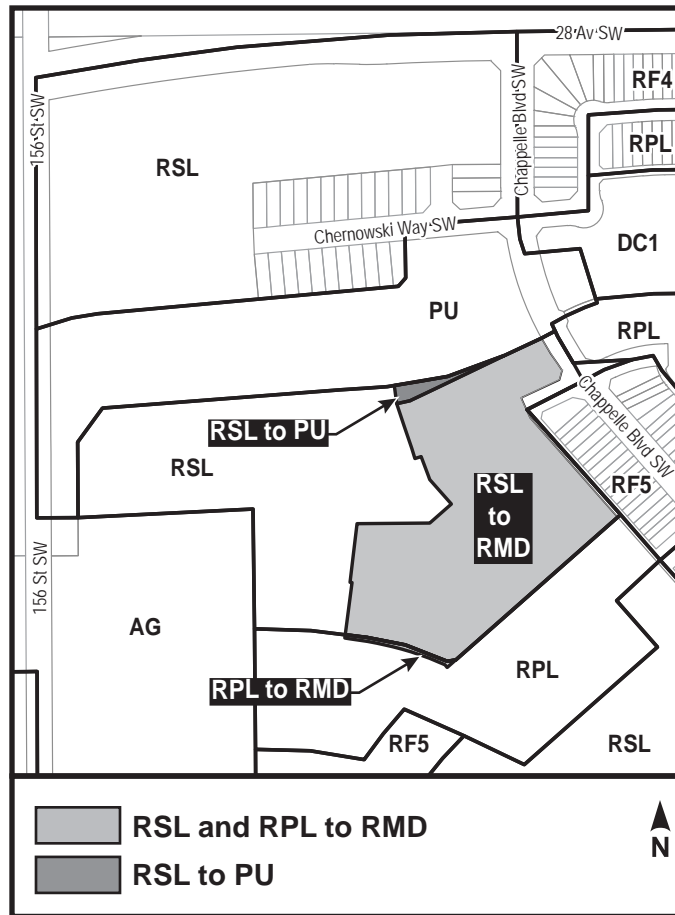 28 Av SW
156 St SW
Chappelle Blvd SW
RF4
RPL
RSL
Chernowski Way SW
DC1
PU
RPL
RSL to PU
RSL
Chappelle Blvd SW
RSL
to
RMD
RF5
156 St SW
AG
RPL
RPL to RMD
RF5
RSL
RSL and RPL to RMD
RSL to PU
N